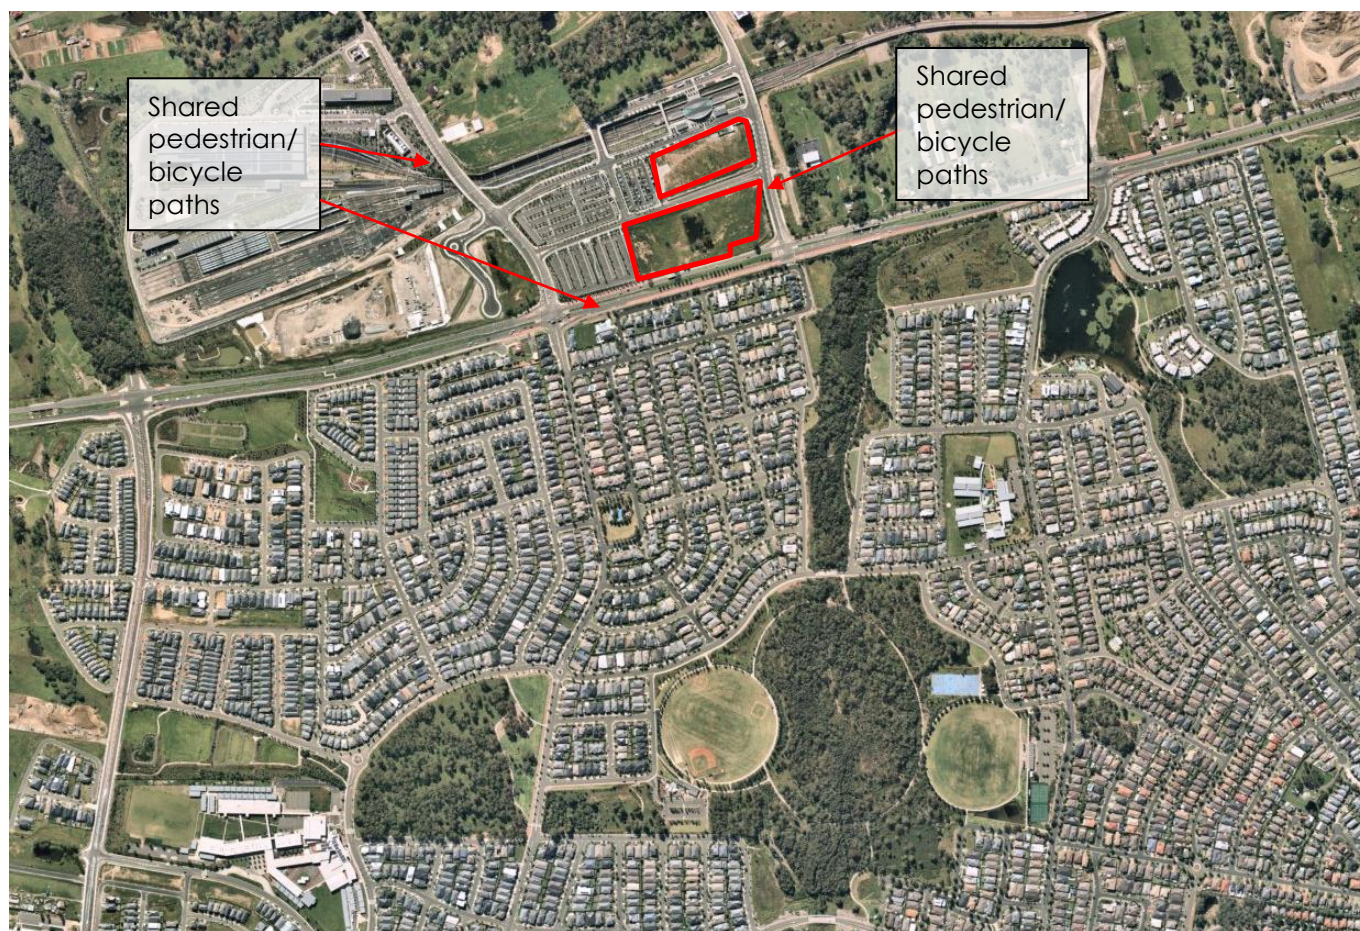 Shared
pedestrian/
bicycle
paths
Shared
pedestrian/
bicycle
paths